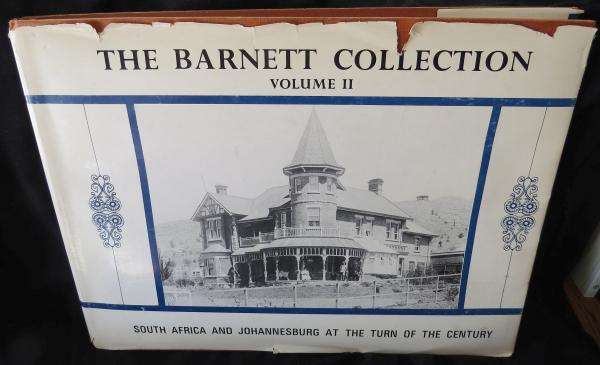 THE BARNETT COLLECTION
VOLUME II
SOUTH AFRICA AND JOHANNESBURG AT THE TURN OF THE CENTURY